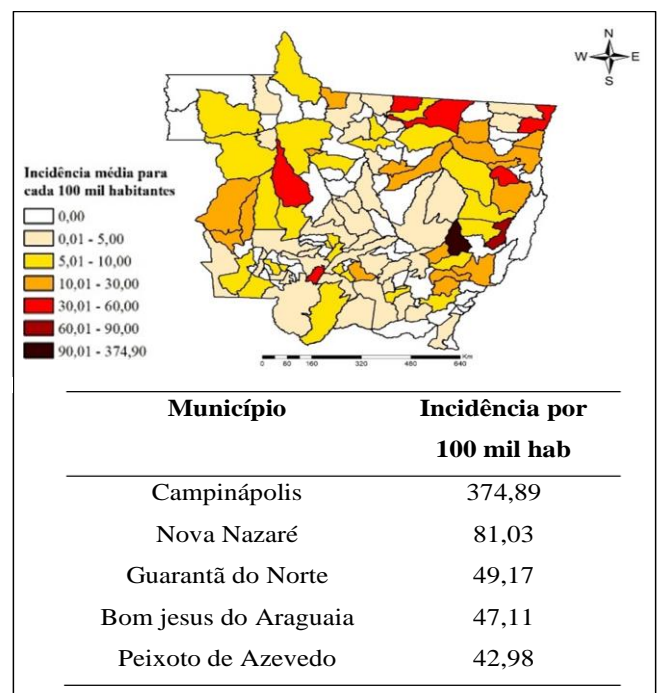 N
W E
S
Incidência média para
cada 100 mil habitantes
0,00
0,01 - 5,00
5,01 - 10,00
10,01 - 30,00
30,01 - 60,00
60,01 - 90,00
90,01 - 374,90
Km
0 80 160 320 480 640
Município Incidência por
100 mil hab
Campinápolis 374,89
Nova Nazaré 81,03
Guarantã do Norte 49,17
Bom jesus do Araguaia 47,11
Peixoto de Azevedo 42,98